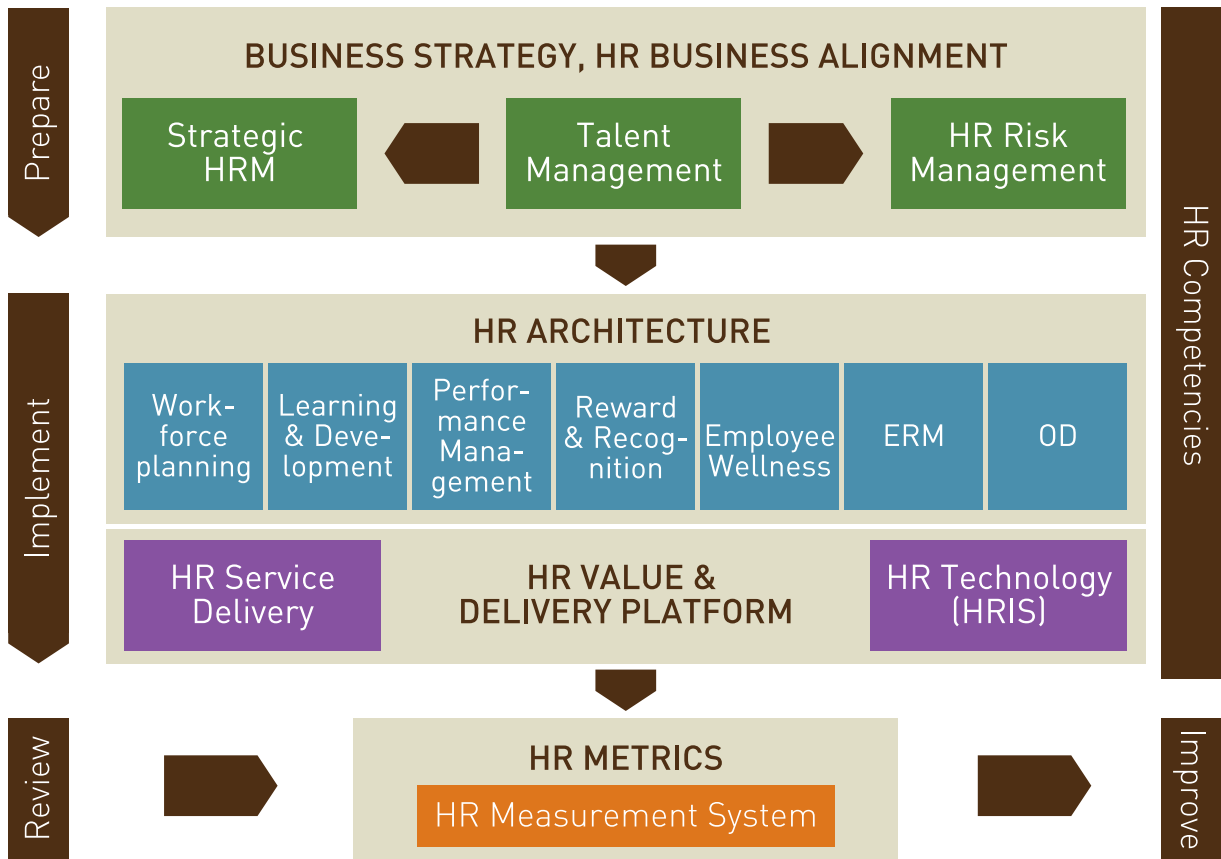 Prepare
BUSINESS STRATEGY, HR BUSINESS ALIGNMENT
Strategic
HRM
Talent
Management
HR Risk
Management
HR Competencies
Implement
HR ARCHITECTURE
Work-
force
planning
Learning
& Deve-
lopment
Perfor-
mance
Mana-
gement
Reward
& Recog-
nition
Employee
Wellness
ERM
OD
HR Service
Delivery
HR VALUE &
DELIVERY PLATFORM
HR Technology
(HRIS)
Review
HR METRICS
HR Measurement System
Improve